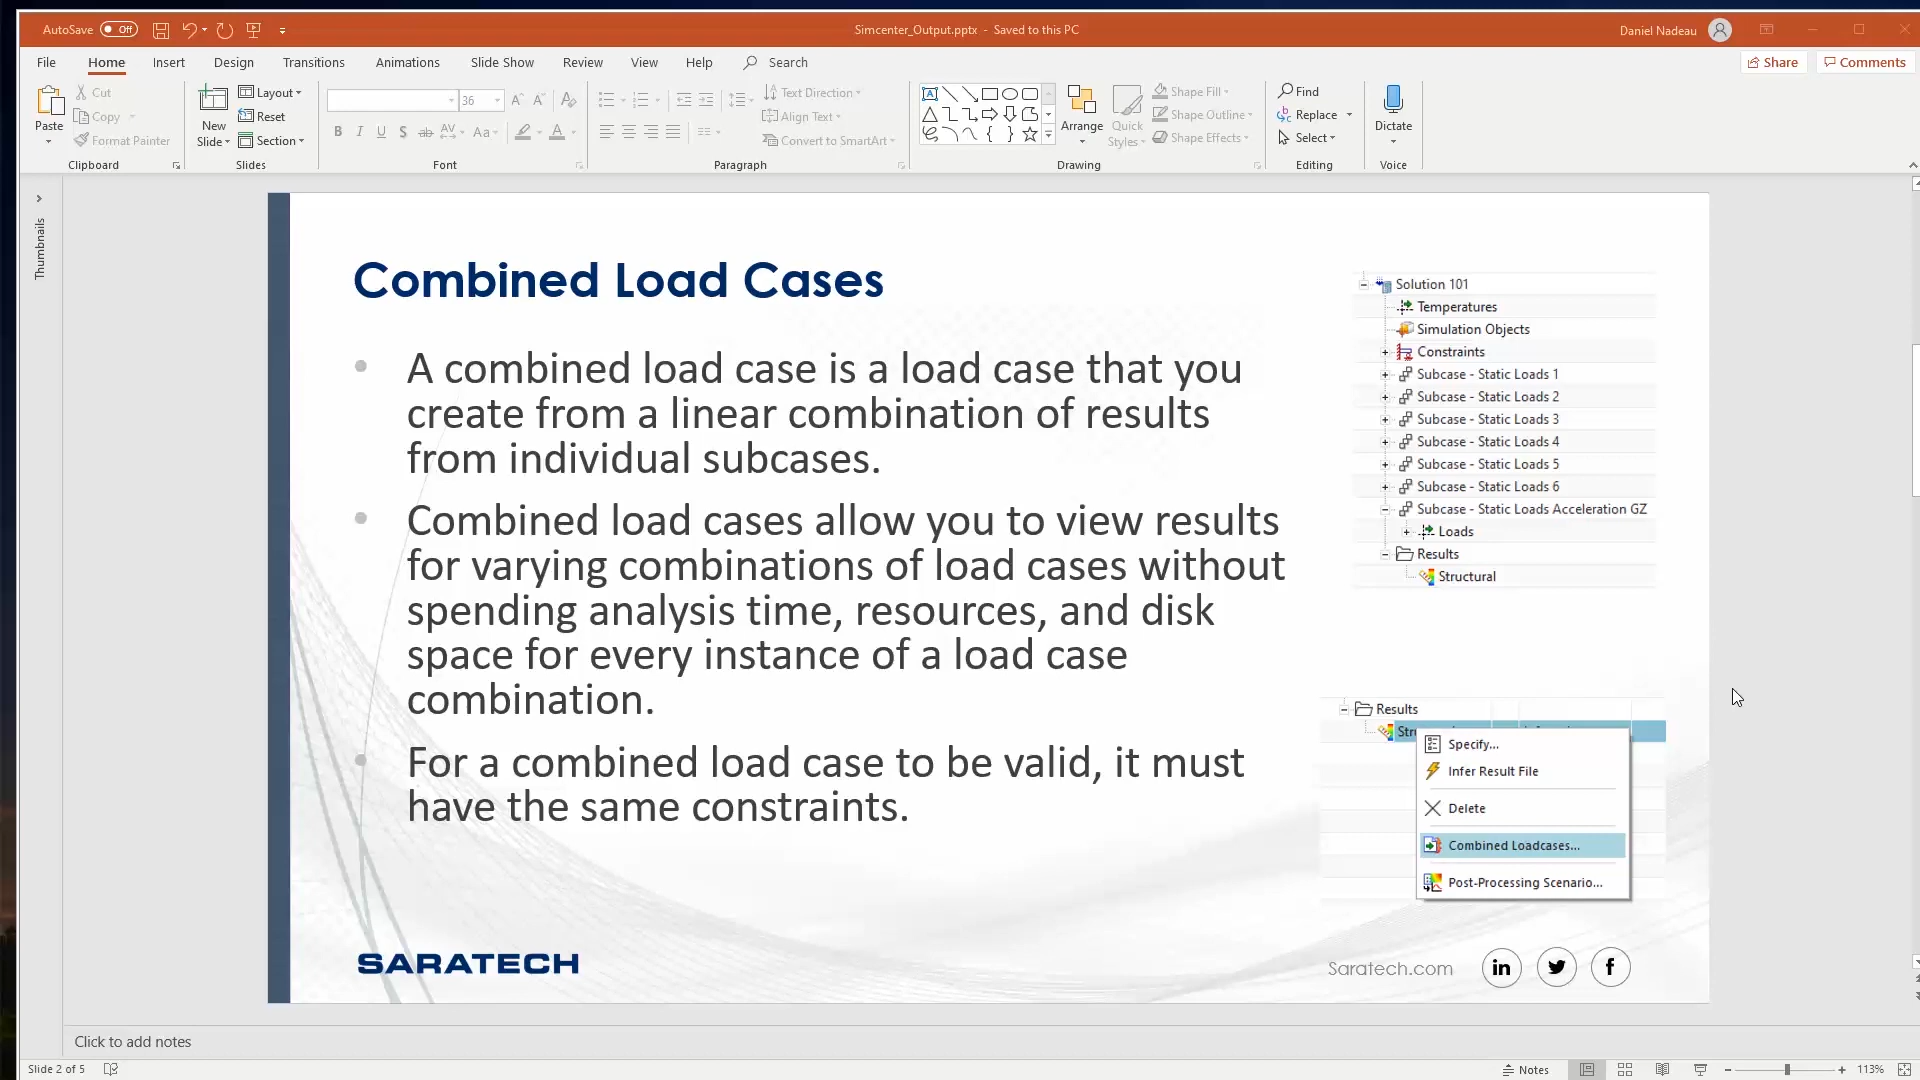 AutoSave Off
Simcenter_Output.pptx - Saved to this PC
Daniel Nadeau
File Home Insert Design Transitions Animations Slide Show Review View Help Search
Share Comments
Paste
Cut
Copy
Format Painter
Clipboard
New
Slide
Layout
Reset
Section
Slides
36
B I U S ab AV Aa A
Font
Text Direction
Align Text
Convert to SmartArt
Paragraph
Arrange
Quick
Styles
Shape Fill
Shape Outline
Shape Effects
Drawing
Find
Replace
Select
Editing
Dictate
Voice
Thumbnails
Combined Load Cases
A combined load case is a load case that you
create from a linear combination of results
from individual subcases.
Combined load cases allow you to view results
for varying combinations of load cases without
spending analysis time, resources, and disk
space for every instance of a load case
combination.
For a combined load case to be valid, it must
have the same constraints.
Solution 101
Temperatures
Simulation Objects
Constraints
Subcase - Static Loads 1
Subcase - Static Loads 2
Subcase - Static Loads 3
Subcase - Static Loads 4
Subcase - Static Loads 5
Subcase - Static Loads 6
Subcase - Static Loads Acceleration GZ
Loads
Results
Structural
Results
Specify...
Infer Result File
Delete
Combined Loadcases...
Post-Processing Scenario...
SARATECH
Saratech.com in f
Click to add notes
Slide 2 of 5
Notes
113%